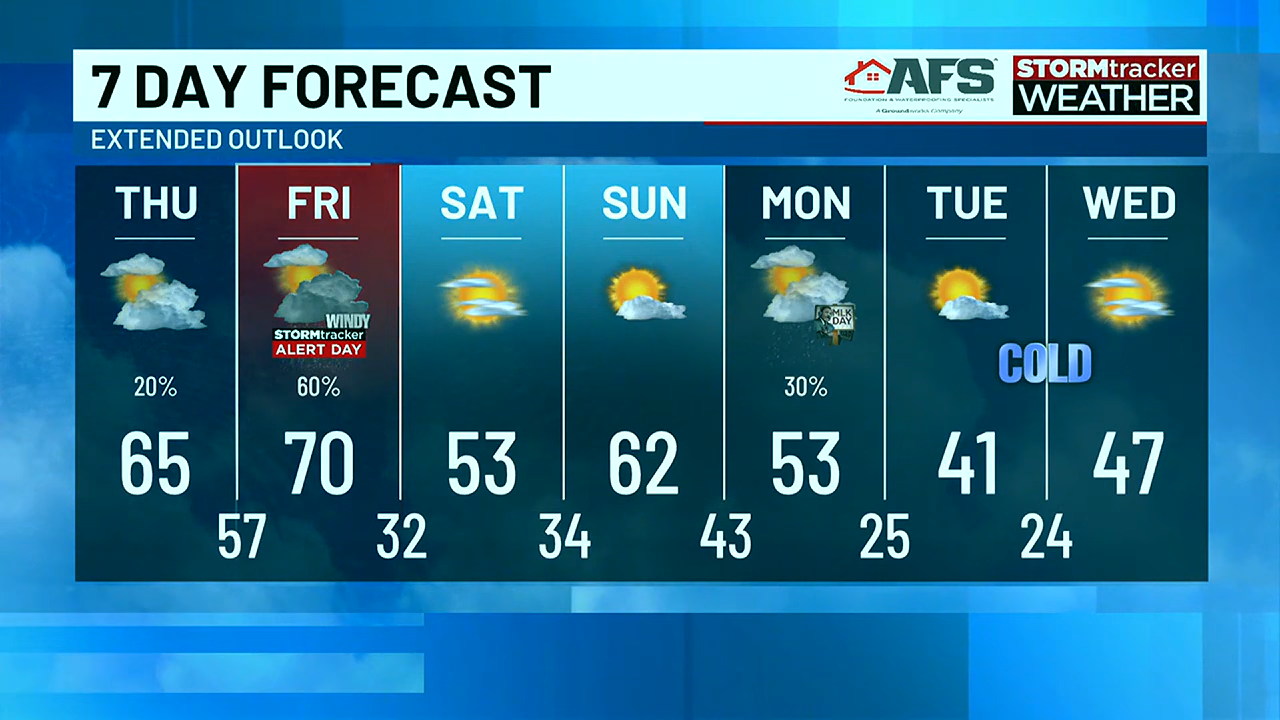 7 DAY FORECAST
AFS
FOUNDATION & WATERPROOFING SPECIALISTS
A Groundworks Company
STORMtracker
WEATHER
EXTENDED OUTLOOK
THU FRI SAT SUN MON TUE WED
WINDY
STORMtracker
ALERT DAY
MLK
DAY
COLD
20% 60% 30%
65 70 53 62 53 41 47
57 32 34 43 25 24